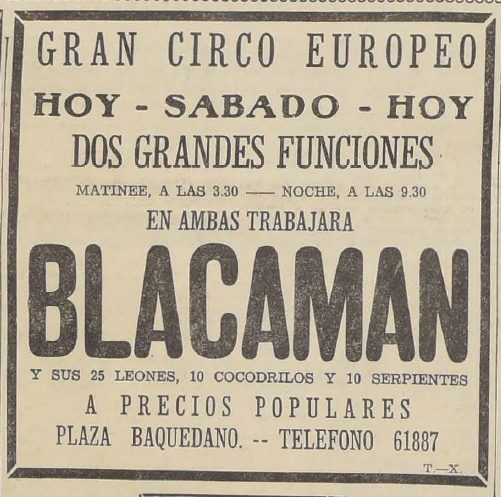 GRAN CIRCO EUROPEO
HOY - SABADO - HOY
DOS GRANDES FUNCIONES
MATINEE, A LAS 3.30 — NOCHE, A LAS 9.30
EN AMBAS TRABAJARA
BLACAMAN
Y SUS 25 LEONES, 10 COCODRILOS Y 10 SERPIENTES
A PRECIOS POPULARES
PLAZA BAQUEDANO. -- TELEFONO 61887
T.—X.